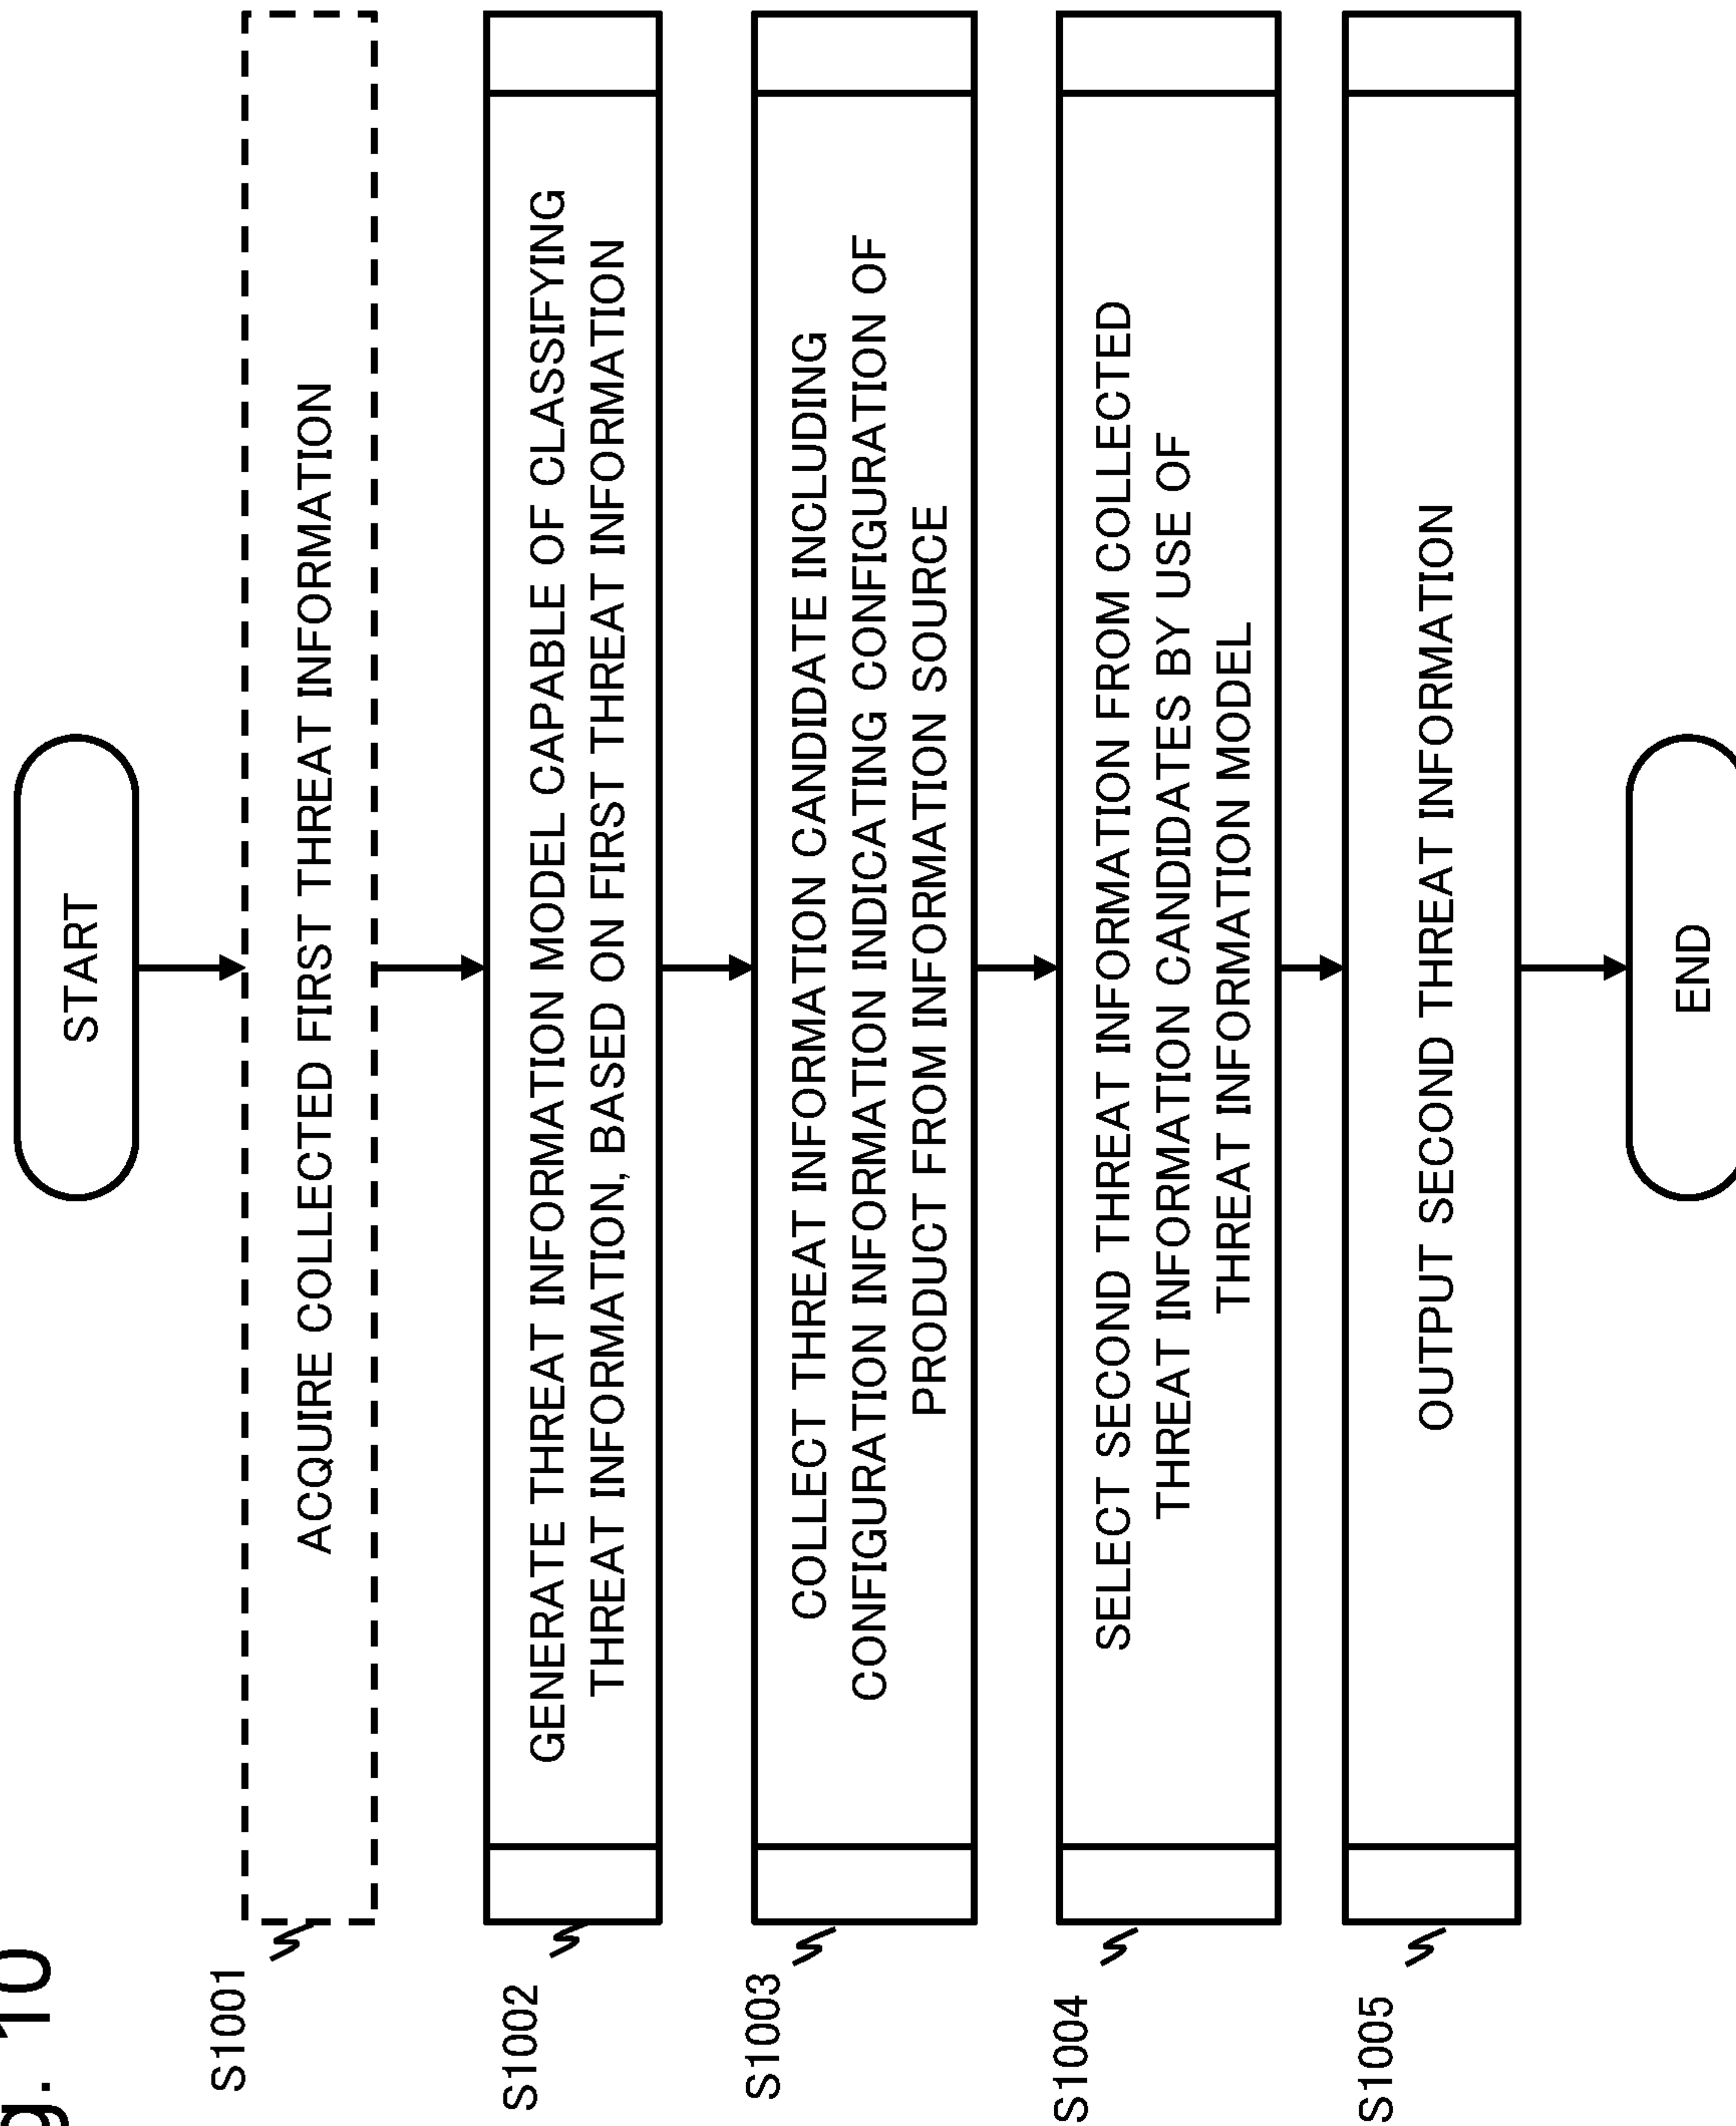 g. 10
START
S1001
ACQUIRE COLLECTED FIRST THREAT INFORMATION
S1002
GENERATE THREAT INFORMATION MODEL CAPABLE OF CLASSIFYING
THREAT INFORMATION, BASED ON FIRST THREAT INFORMATION
S1003
COLLECT THREAT INFORMATION CANDIDATE INCLUDING
CONFIGURATION INFORMATION INDICATING CONFIGURATION OF
PRODUCT FROM INFORMATION SOURCE
S1004
SELECT SECOND THREAT INFORMATION FROM COLLECTED
THREAT INFORMATION CANDIDATES BY USE OF
THREAT INFORMATION MODEL
S1005
OUTPUT SECOND THREAT INFORMATION
END